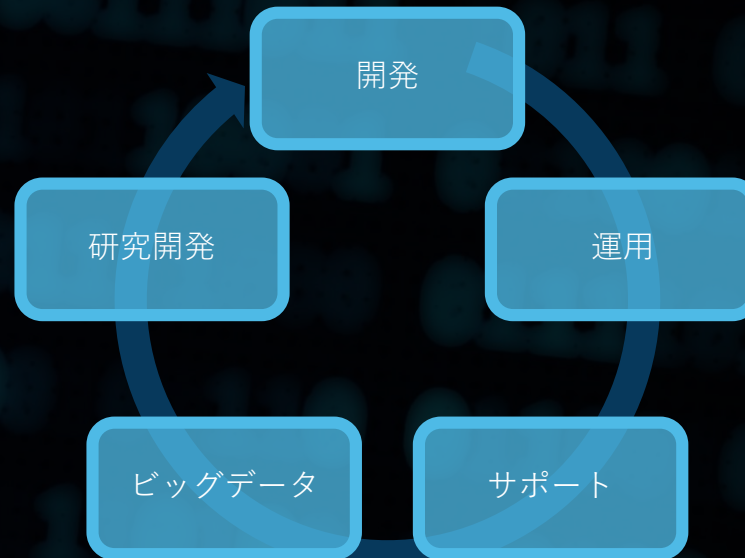 開発
研究開発
運用
ビッグデータ
サポート